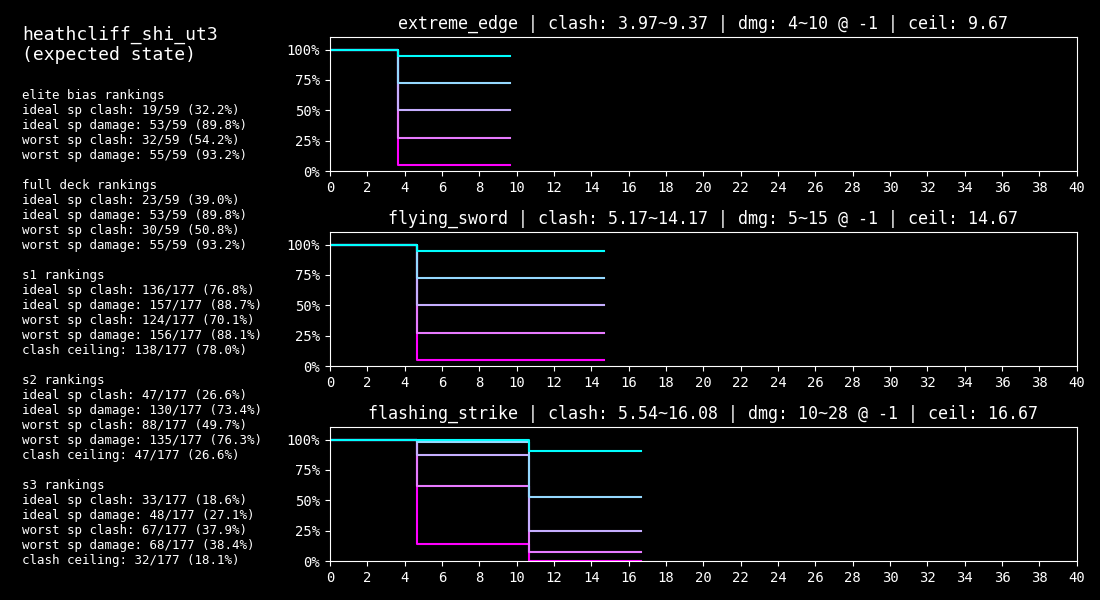 heathcliff_shi_ut3
(expected state)
elite bias rankings
ideal sp clash: 19/59 (32.2%)
ideal sp damage: 53/59 (89.8%)
worst sp clash: 32/59 (54.2%)
worst sp damage: 55/59 (93.2%)
full deck rankings
ideal sp clash: 23/59 (39.0%)
ideal sp damage: 53/59 (89.8%)
worst sp clash: 30/59 (50.8%)
worst sp damage: 55/59 (93.2%)
s1 rankings
ideal sp clash: 136/177 (76.8%)
ideal sp damage: 157/177 (88.7%)
worst sp clash: 124/177 (70.1%)
worst sp damage: 156/177 (88.1%)
clash ceiling: 138/177 (78.0%)
s2 rankings
ideal sp clash: 47/177 (26.6%)
ideal sp damage: 130/177 (73.4%)
worst sp clash: 88/177 (49.7%)
worst sp damage: 135/177 (76.3%)
clash ceiling: 47/177 (26.6%)
s3 rankings
ideal sp clash: 33/177 (18.6%)
ideal sp damage: 48/177 (27.1%)
worst sp clash: 67/177 (37.9%)
worst sp damage: 68/177 (38.4%)
clash ceiling: 32/177 (18.1%)
extreme_edge | clash: 3.97~9.37 | dmg: 4~10 @ -1 | ceil: 9.67
100%
75%
50%
25%
0%
0 2 4 6 8 10 12 14 16 18 20 22 24 26 28 30 32 34 36 38 40
flying_sword | clash: 5.17~14.17 | dmg: 5~15 @ -1 | ceil: 14.67
100%
75%
50%
25%
0%
0 2 4 6 8 10 12 14 16 18 20 22 24 26 28 30 32 34 36 38 40
flashing_strike | clash: 5.54~16.08 | dmg: 10~28 @ -1 | ceil: 16.67
100%
75%
50%
25%
0%
0 2 4 6 8 10 12 14 16 18 20 22 24 26 28 30 32 34 36 38 40